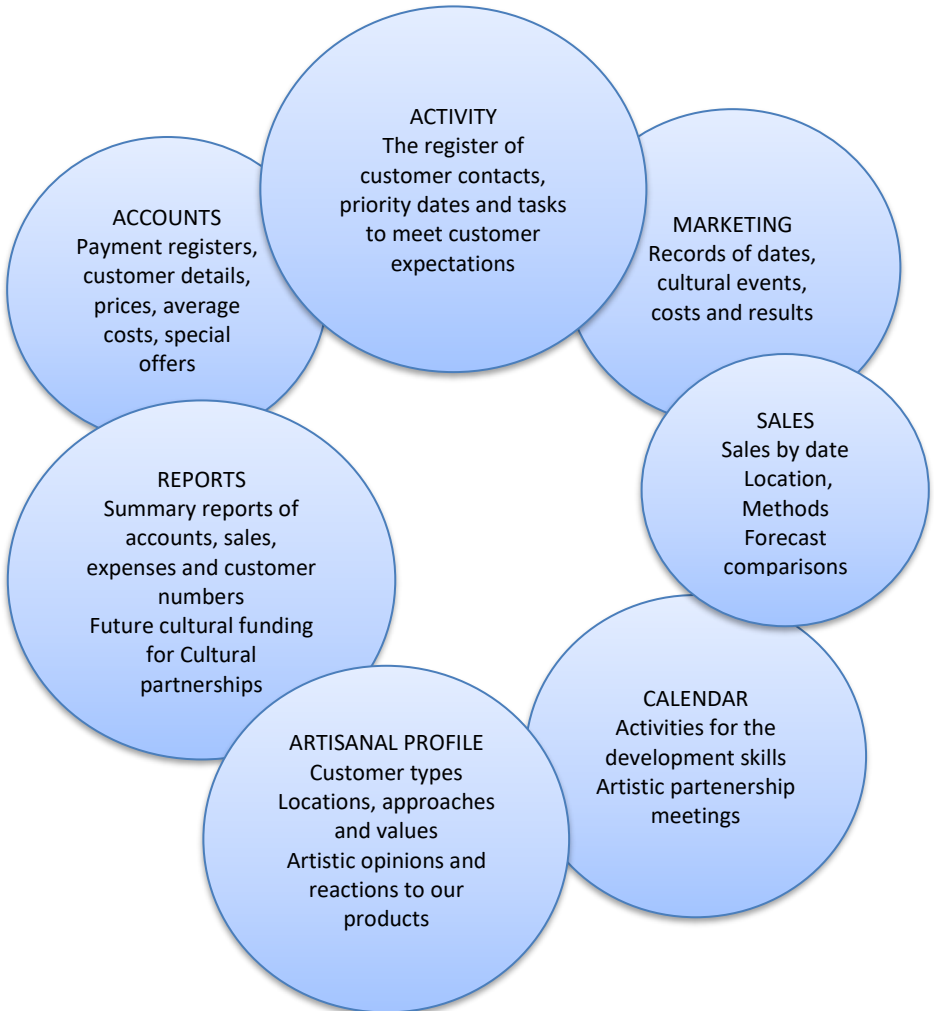 ACTIVITY
The register of
customer contacts,
priority dates and tasks
to meet customer
expectations
MARKETING
Records of dates,
cultural events,
costs and results
SALES
Sales by date
Location,
Methods
Forecast
comparisons
CALENDAR
Activities for the
development skills
Artistic partenership
meetings
ARTISANAL PROFILE
Customer types
Locations, approaches
and values
Artistic opinions and
reactions to our
products
REPORTS
Summary reports of
accounts, sales,
expenses and customer
numbers
Future cultural funding
for Cultural
partnerships
ACCOUNTS
Payment registers,
customer details,
prices, average
costs, special
offers